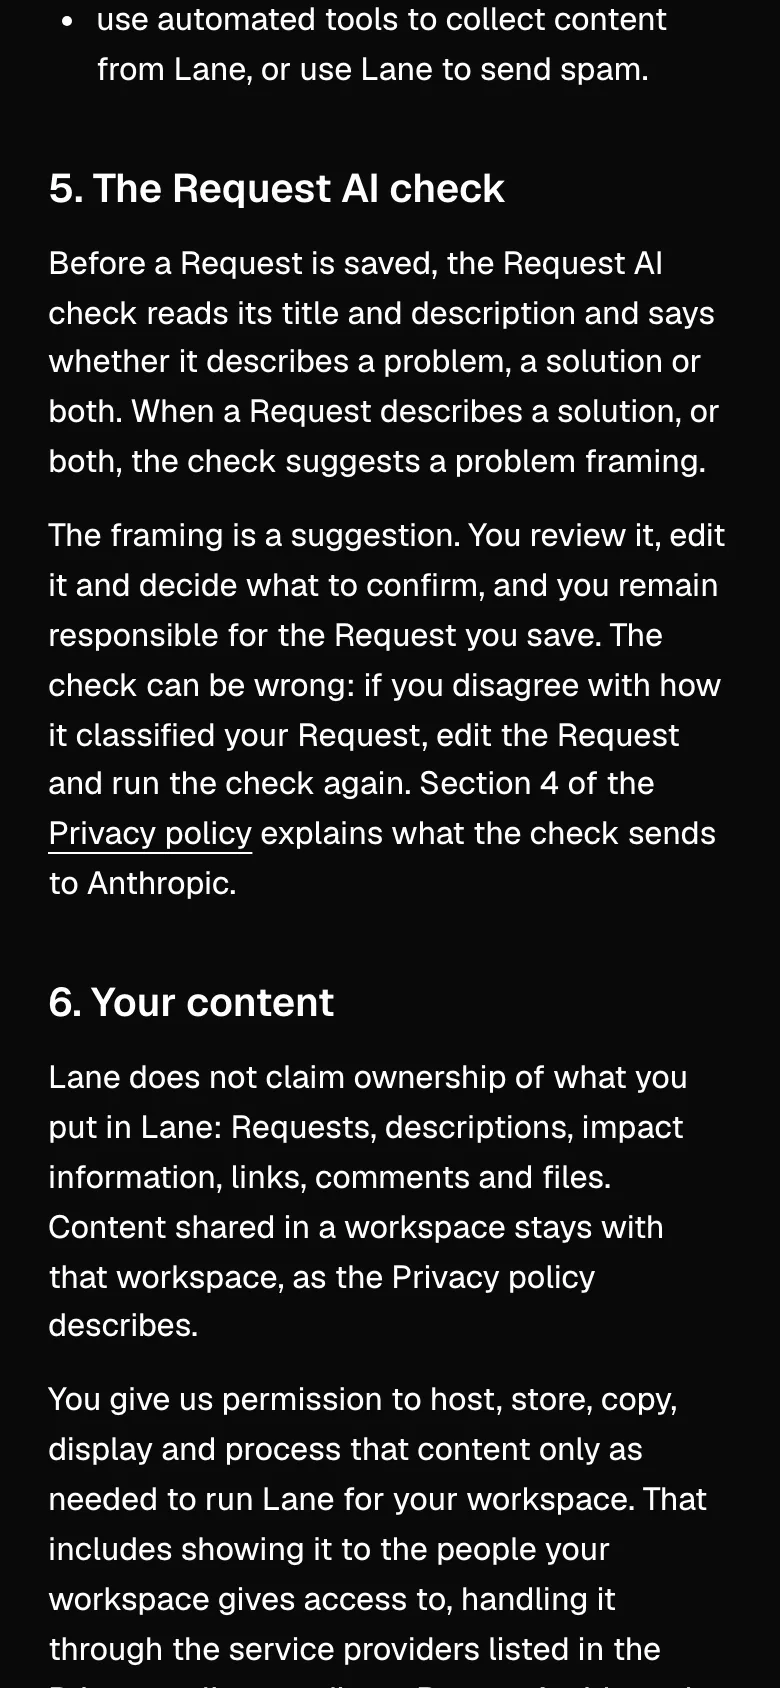 use automated tools to collect content
from Lane, or use Lane to send spam.
5. The Request AI check
Before a Request is saved, the Request AI
check reads its title and description and says
whether it describes a problem, a solution or
both. When a Request describes a solution, or
both, the check suggests a problem framing.
The framing is a suggestion. You review it, edit
it and decide what to confirm, and you remain
responsible for the Request you save. The
check can be wrong: if you disagree with how
it classified your Request, edit the Request
and run the check again. Section 4 of the
Privacy policy explains what the check sends
to Anthropic.
6. Your content
Lane does not claim ownership of what you
put in Lane: Requests, descriptions, impact
information, links, comments and files.
Content shared in a workspace stays with
that workspace, as the Privacy policy
describes.
You give us permission to host, store, copy,
display and process that content only as
needed to run Lane for your workspace. That
includes showing it to the people your
workspace gives access to, handling it
through the service providers listed in the